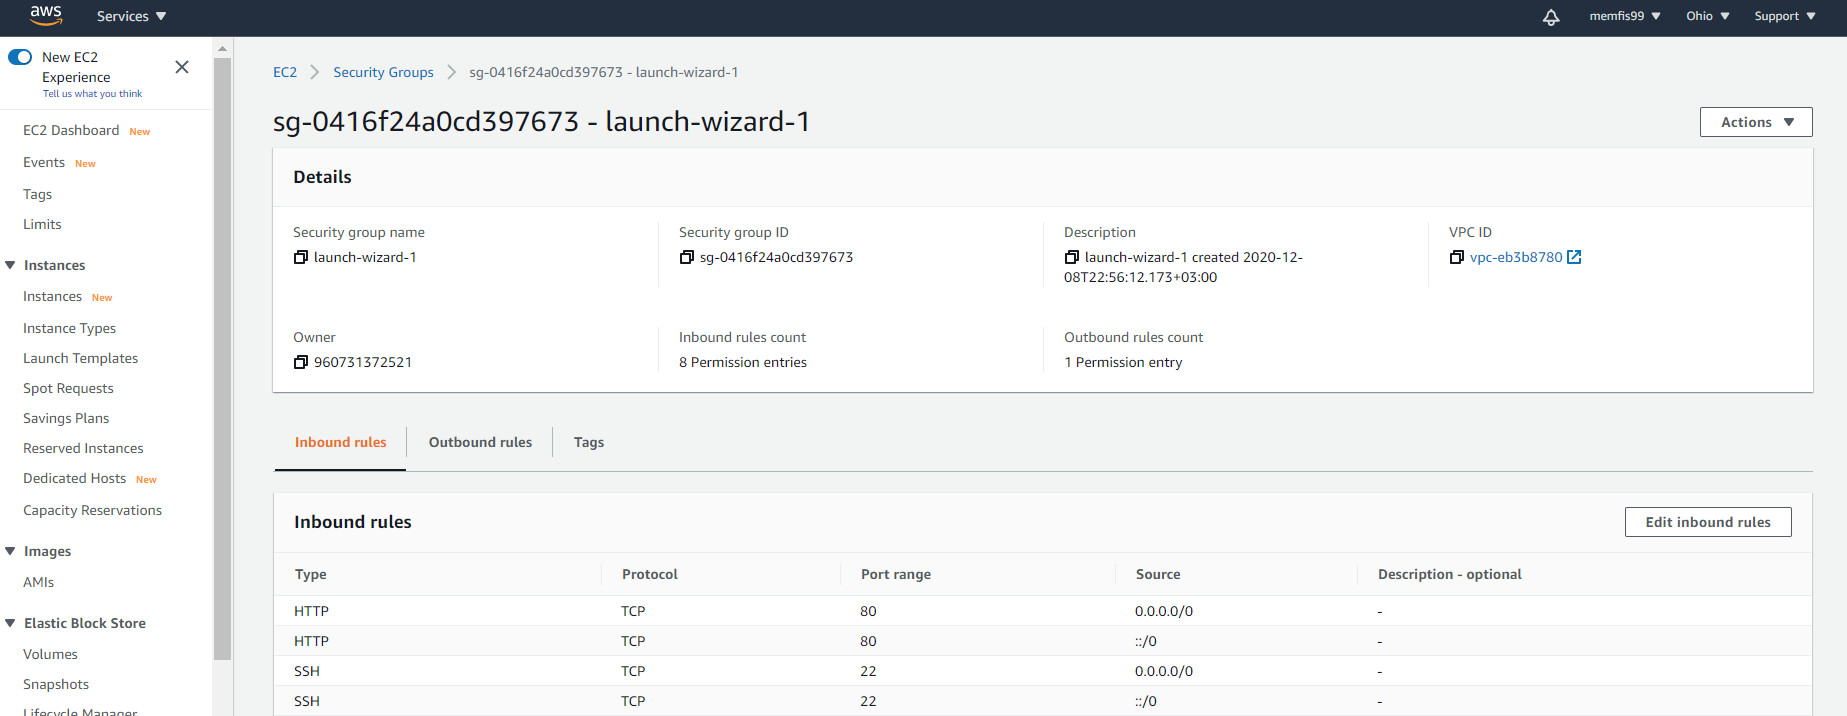 aws Services memfis99 Ohio Support
New EC2
Experience
Tell us what you think
EC2 Dashboard New
Events New
Tags
Limits
Instances
Instances New
Instance Types
Launch Templates
Spot Requests
Savings Plans
Reserved Instances
Dedicated Hosts New
Capacity Reservations
Images
AMIs
Elastic Block Store
Volumes
Snapshots
Lifecycle Manager
EC2 Security Groups sg-0416f24a0cd397673 - launch-wizard-1
sg-0416f24a0cd397673 - launch-wizard-1 Actions
Details
Security group name Security group ID Description VPC ID
launch-wizard-1 sg-0416f24a0cd397673 launch-wizard-1 created 2020-12- vpc-eb3b8780
08T22:56:12.173+03:00
Owner Inbound rules count Outbound rules count
960731372521 8 Permission entries 1 Permission entry
Inbound rules Outbound rules Tags
Inbound rules Edit inbound rules
Type Protocol Port range Source Description - optional
HTTP TCP 80 0.0.0.0/0 -
HTTP TCP 80 ::/0 -
SSH TCP 22 0.0.0.0/0 -
SSH TCP 22 ::/0 -